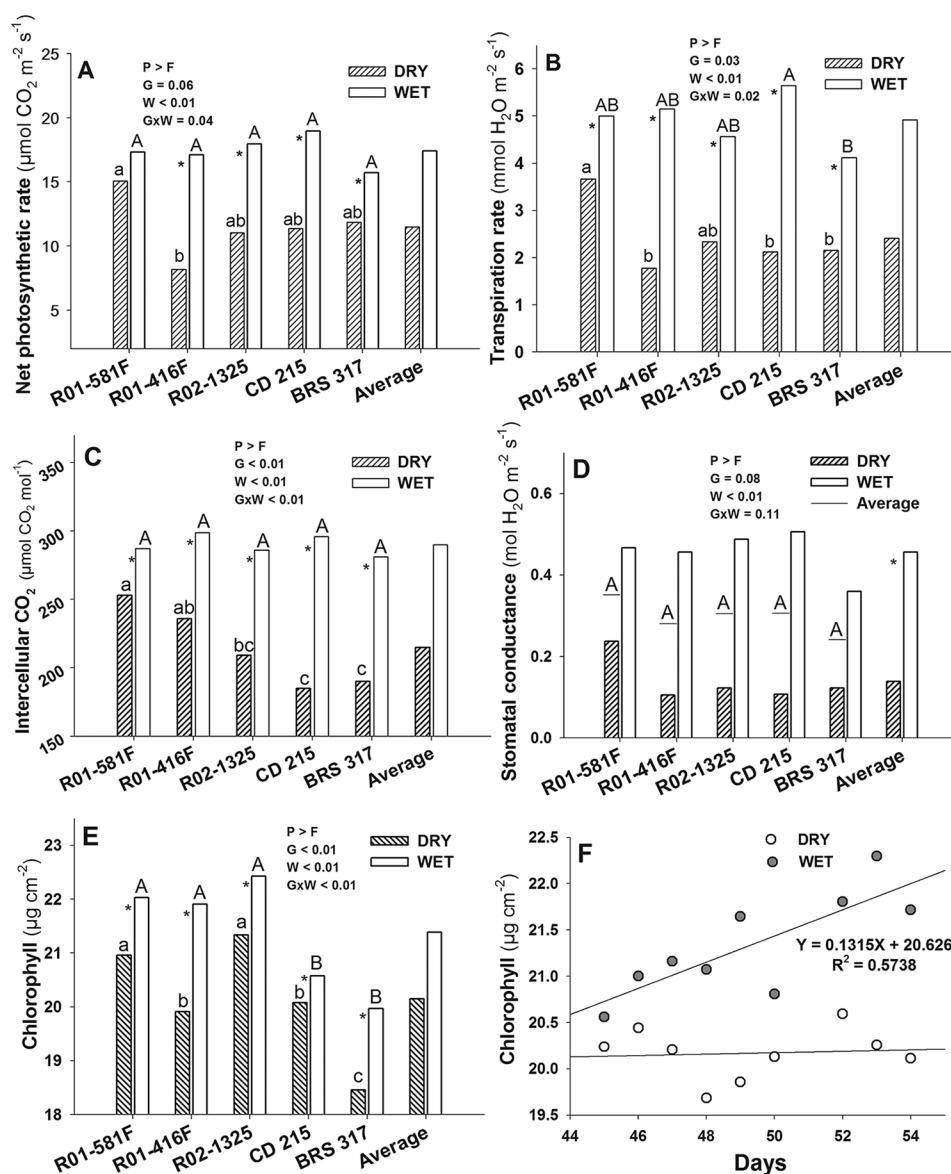 A
P > F
G = 0.06
W < 0.01
GxW = 0.04
DRY
WET
Net photosynthetic rate (µmol CO₂ m⁻² s⁻¹)
25
20
15
10
5
a
A
b
*
A
ab
*
A
ab
*
A
ab
*
A
R01-581F
R01-416F
R02-1325
CD 215
BRS 317
Average
B
P > F
G = 0.03
W < 0.01
GxW = 0.02
DRY
WET
Transpiration rate (mmol H₂O m⁻² s⁻¹)
6
5
4
3
2
1
0
a
*
AB
b
*
AB
ab
*
AB
b
*
A
b
*
B
R01-581F
R01-416F
R02-1325
CD 215
BRS 317
Average
C
P > F
G < 0.01
W < 0.01
GxW < 0.01
DRY
WET
Intercellular CO₂ (µmol CO₂ mol⁻¹)
350
300
250
200
150
a
*
A
ab
*
A
bc
*
A
c
*
A
c
*
A
R01-581F
R01-416F
R02-1325
CD 215
BRS 317
Average
D
P > F
G = 0.08
W < 0.01
GxW = 0.11
DRY
WET
Average
Stomatal conductance (mol H₂O m⁻² s⁻¹)
0.6
0.4
0.2
0.0
A
A
A
A
A
*
R01-581F
R01-416F
R02-1325
CD 215
BRS 317
Average
E
P > F
G < 0.01
W < 0.01
GxW < 0.01
DRY
WET
Chlorophyll (µg cm⁻²)
23
22
21
20
19
18
a
*
A
b
*
A
a
*
A
b
*
B
c
*
B
R01-581F
R01-416F
R02-1325
CD 215
BRS 317
Average
F
DRY
WET
Chlorophyll (µg cm⁻²)
22.5
22.0
21.5
21.0
20.5
20.0
19.5
Y = 0.1315X + 20.626
R² = 0.5738
44 46 48 50 52 54
Days